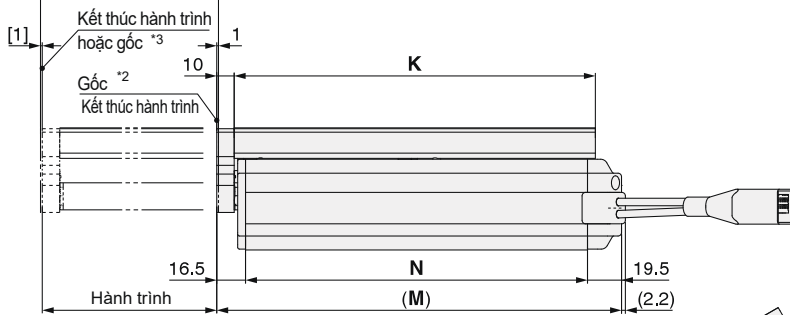 [1]
Kết thúc hành trình
hoặc gốc *3
1
10
K
Gốc *2
Kết thúc hành trình
16.5
N
19.5
Hành trình
(M)
(2.2)